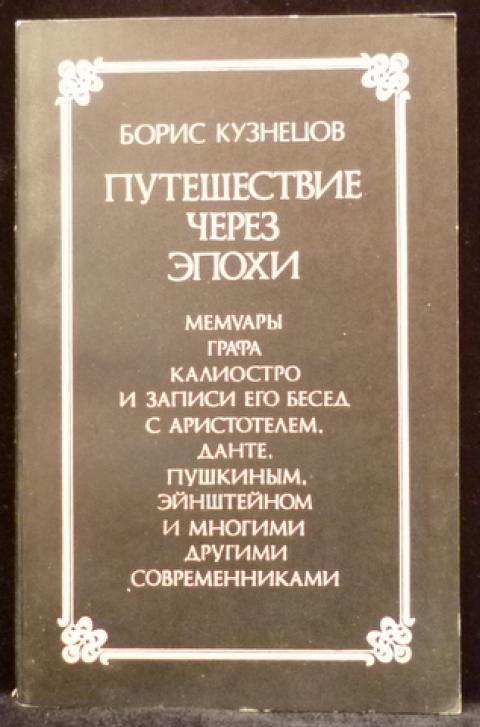 БОРИС КУЗНЕЦОВ
ПУТЕШЕСТВИЕ
ЧЕРЕЗ
ЭПОХИ
МЕМУАРЫ
ГРАФА
КАЛИОСТРО
И ЗАПИСИ ЕГО БЕСЕД
С АРИСТОТЕЛЕМ,
ДАНТЕ,
ПУШКИНЫМ,
ЭЙНШТЕЙНОМ
И МНОГИМИ
ДРУГИМИ
СОВРЕМЕННИКАМИ